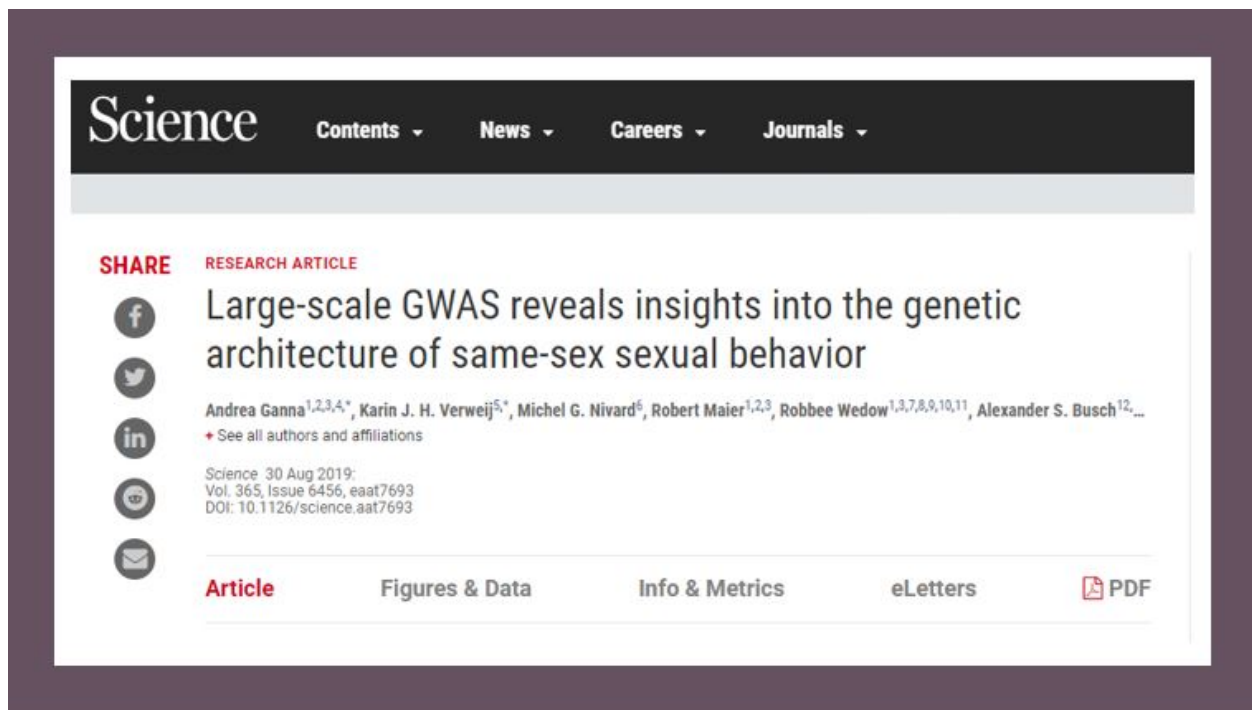 Science Contents News Careers Journals
SHARE
RESEARCH ARTICLE
Large-scale GWAS reveals insights into the genetic
architecture of same-sex sexual behavior
Andrea Ganna1,2,3,4,*, Karin J. H. Verweij5,*, Michel G. Nivard6, Robert Maier1,2,3, Robbee Wedow1,3,7,8,9,10,11, Alexander S. Busch12,...
+ See all authors and affiliations
Science 30 Aug 2019:
Vol. 365, Issue 6456, eaat7693
DOI: 10.1126/science.aat7693
Article Figures & Data Info & Metrics eLetters PDF